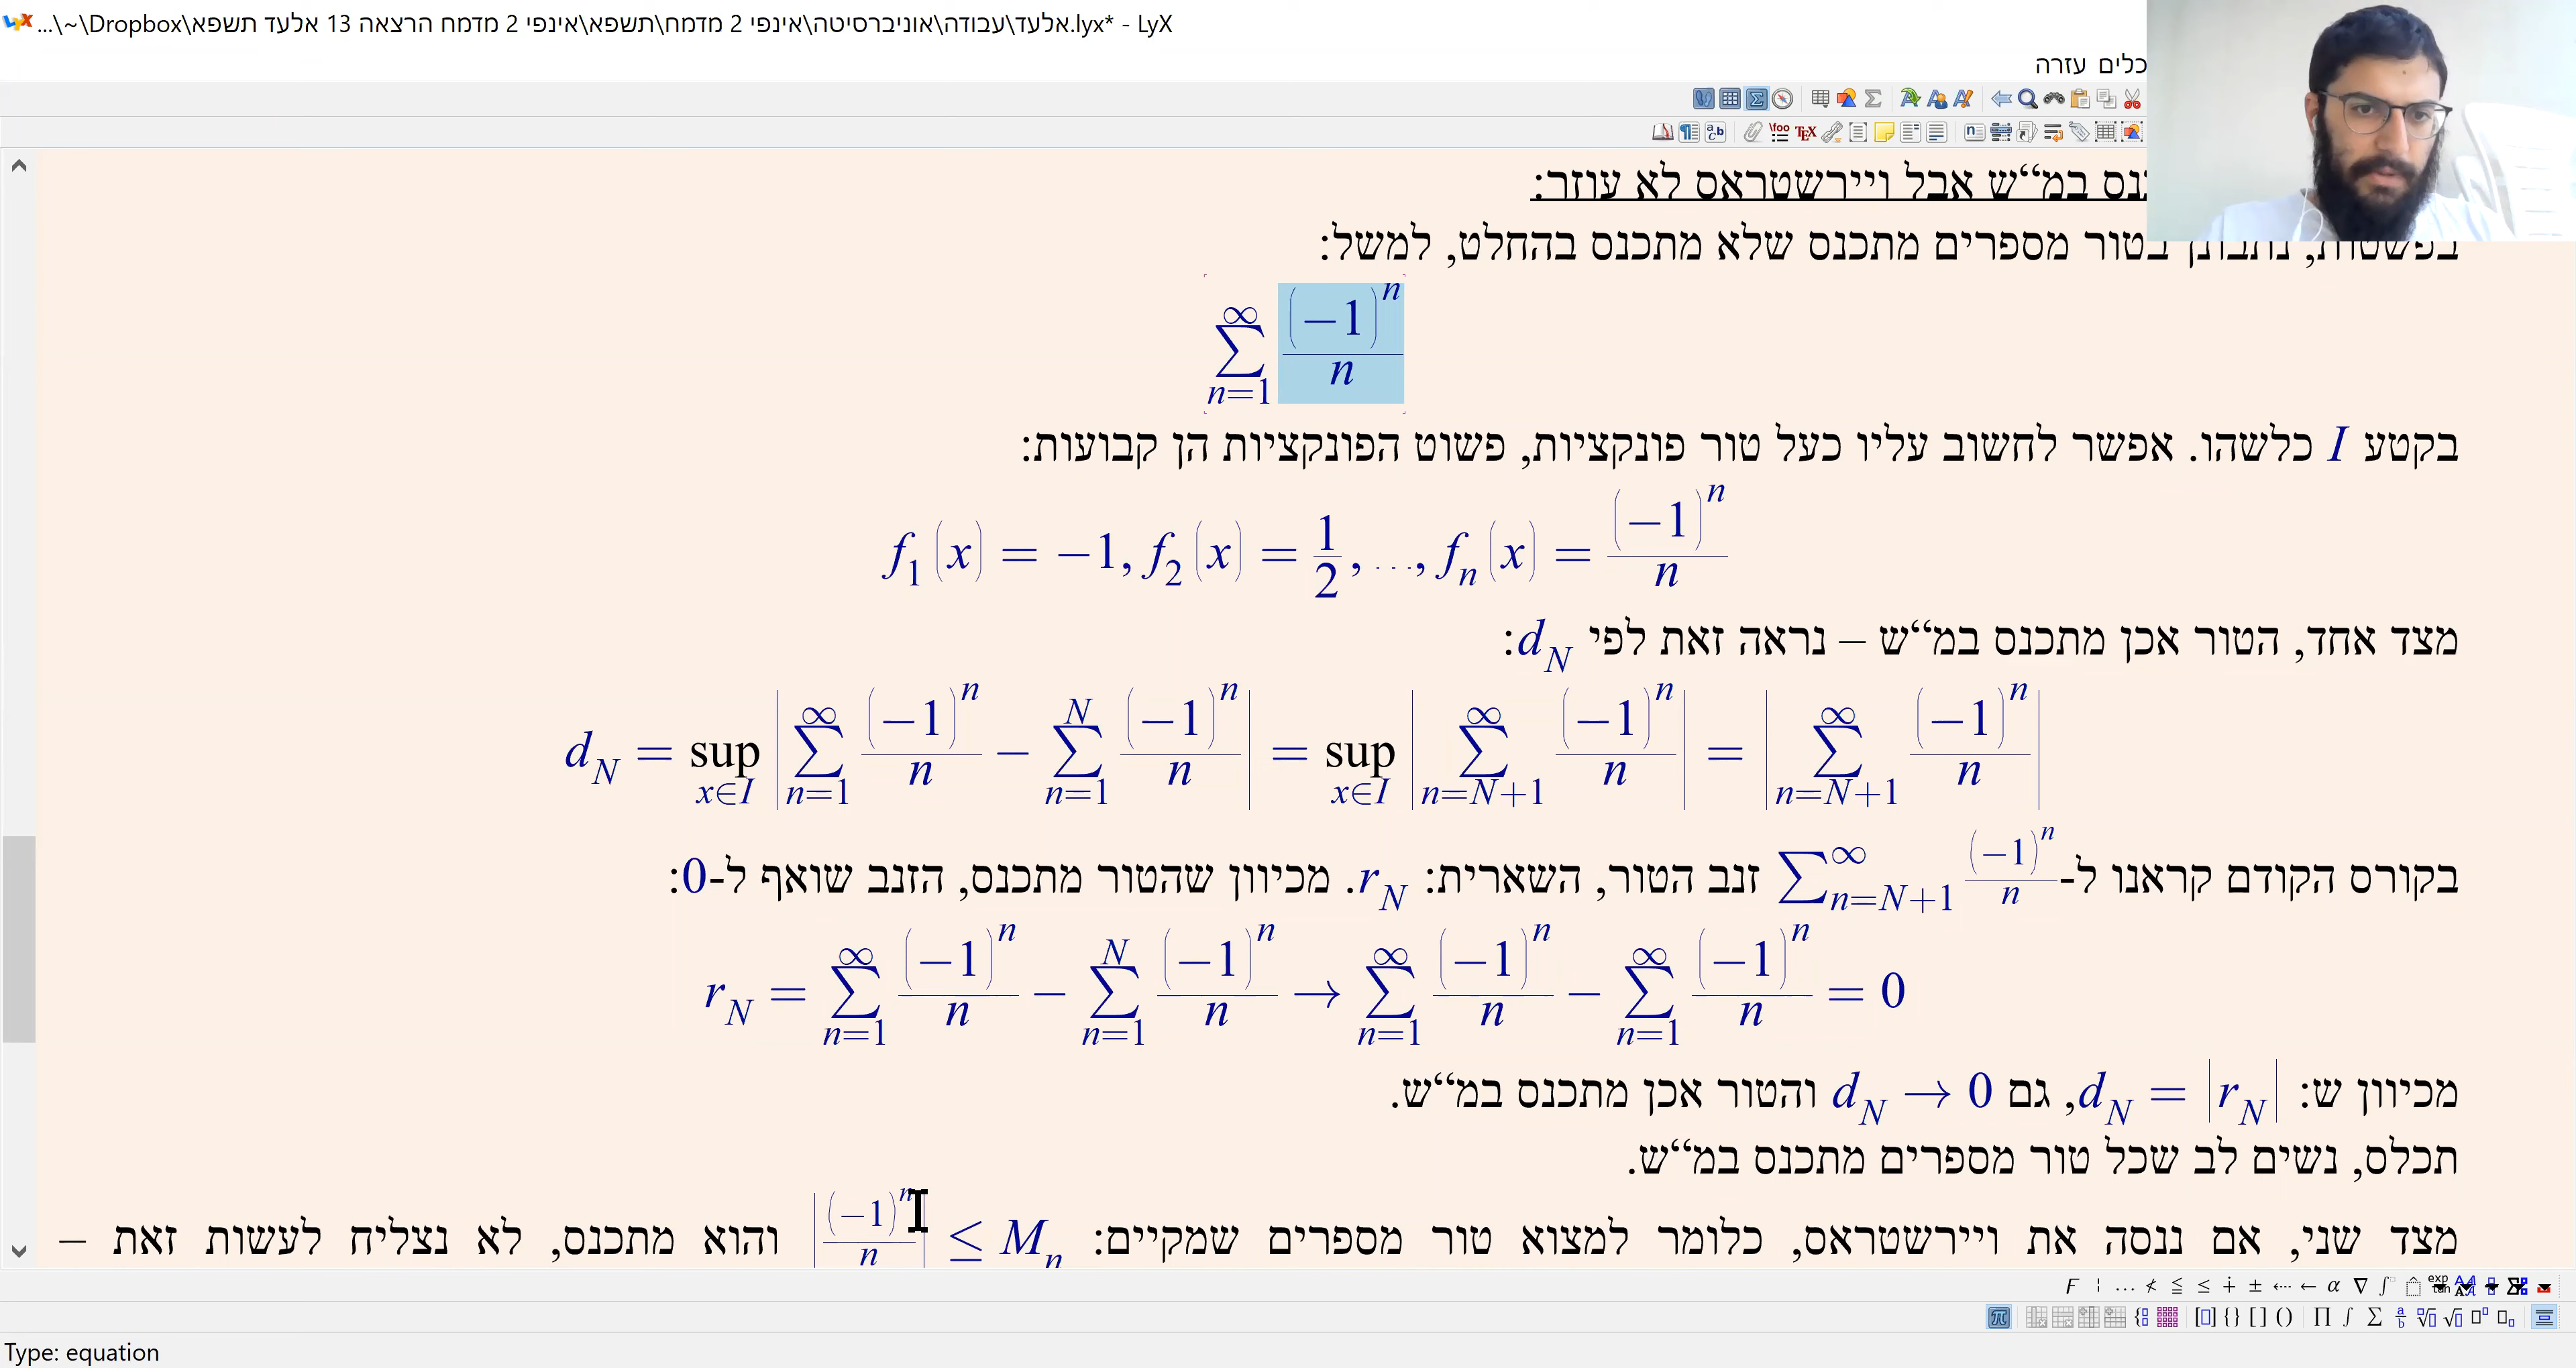 ...\~\Dropbox\אלעד\עבודה\אוניברסיטה\אינפי 2 מדמח\תשפא\אינפי 2 מדמח הרצאה 13 אלעד תשפא.lyx* - LyX
כלים עזרה
במ“ש אבל ויירשטראס לא עוזר:
בפשטות, נתבונן בטור מספרים מתכנס שלא מתכנס בהחלט, למשל:
∑_{n=1}^{∞} (−1)^n / n
בקטע I כלשהו. אפשר לחשוב עליו כעל טור פונקציות, פשוט הפונקציות הן קבועות:
f_1(x) = −1, f_2(x) = 1/2, ..., f_n(x) = (−1)^n / n
מצד אחד, הטור אכן מתכנס במ“ש – נראה זאת לפי d_N:
d_N = sup_{x∈I} |∑_{n=1}^{∞} (−1)^n / n − ∑_{n=1}^{N} (−1)^n / n| = sup_{x∈I} |∑_{n=N+1}^{∞} (−1)^n / n| = |∑_{n=N+1}^{∞} (−1)^n / n|
בקורס הקודם קראנו ל-∑_{n=N+1}^{∞} (−1)^n / n זנב הטור, השארית: r_N. מכיוון שהטור מתכנס, הזנב שואף ל-0:
r_N = ∑_{n=1}^{∞} (−1)^n / n − ∑_{n=1}^{N} (−1)^n / n → ∑_{n=1}^{∞} (−1)^n / n − ∑_{n=1}^{∞} (−1)^n / n = 0
מכיוון ש: d_N = |r_N|, גם d_N → 0 והטור אכן מתכנס במ“ש.
תכלס, נשים לב שכל טור מספרים מתכנס במ“ש.
מצד שני, אם ננסה את ויירשטראס, כלומר למצוא טור מספרים שמקיים: |(−1)^n / n| ≤ M_n והוא מתכנס, לא נצליח לעשות זאת –
Type: equation